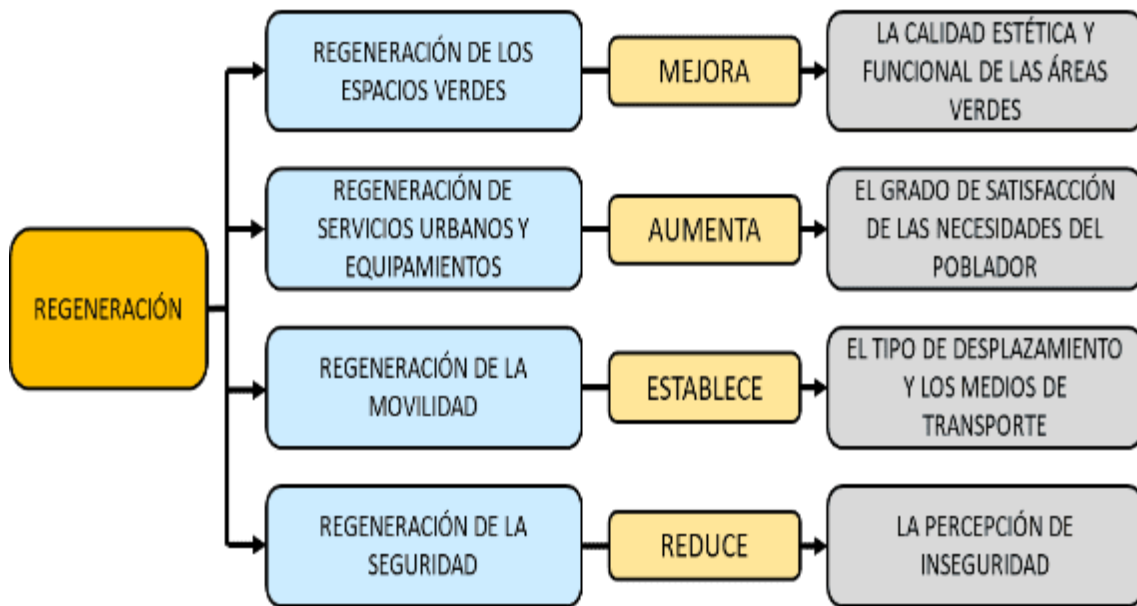 REGENERACIÓN
REGENERACIÓN DE LOS
ESPACIOS VERDES
MEJORA
LA CALIDAD ESTÉTICA Y
FUNCIONAL DE LAS ÁREAS
VERDES
REGENERACIÓN DE
SERVICIOS URBANOS Y
EQUIPAMIENTOS
AUMENTA
EL GRADO DE SATISFACCIÓN
DE LAS NECESIDADES DEL
POBLADOR
REGENERACIÓN DE LA
MOVILIDAD
ESTABLECE
EL TIPO DE DESPLAZAMIENTO
Y LOS MEDIOS DE
TRANSPORTE
REGENERACIÓN DE LA
SEGURIDAD
REDUCE
LA PERCEPCIÓN DE
INSEGURIDAD